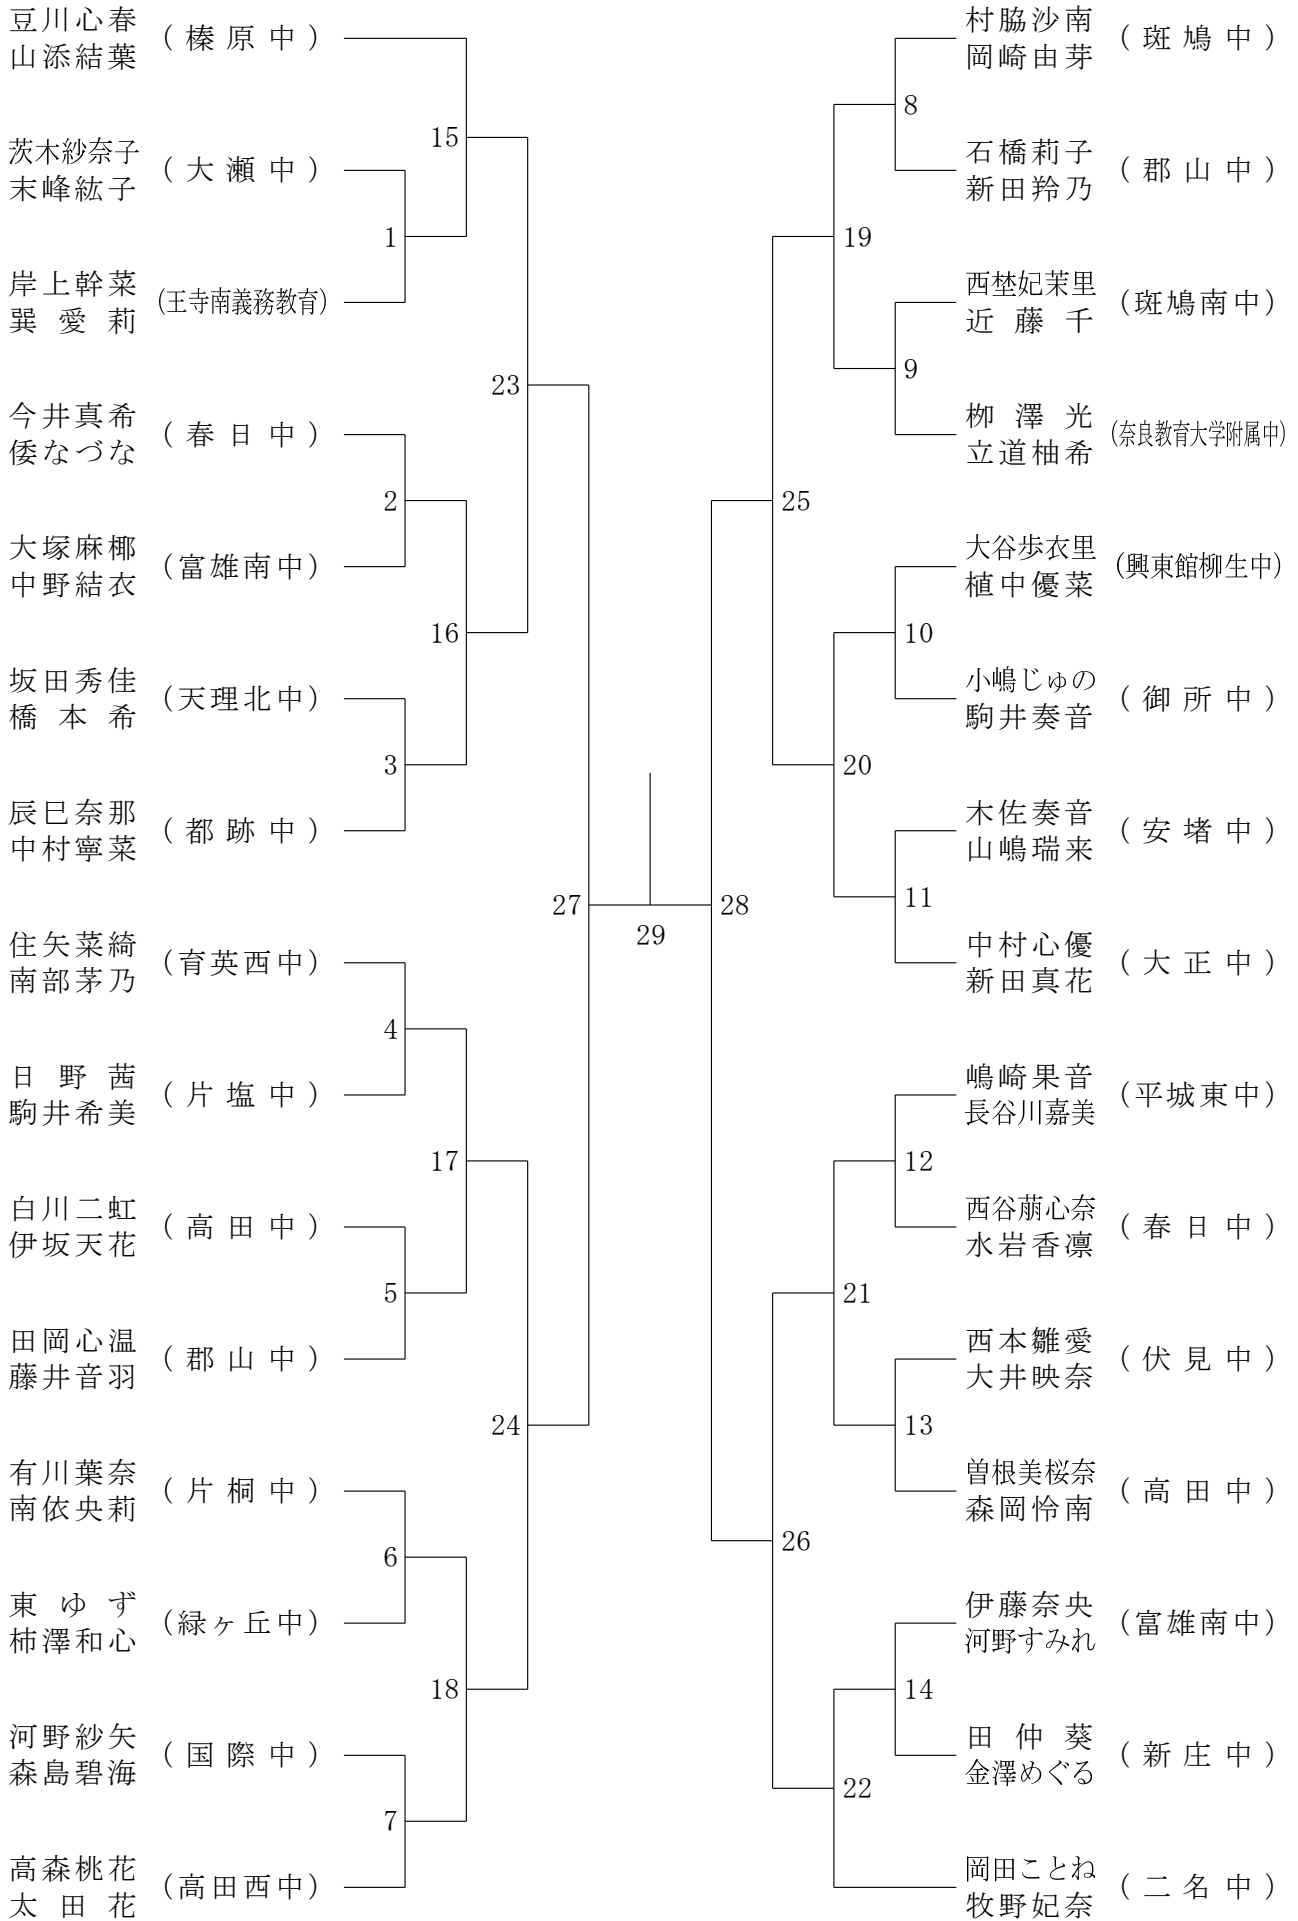 豆川心春
山添結葉
(榛原中)
茨木紗奈子
末峰紘子
(大瀬中)
岸上幹菜
巽愛莉
(王寺南義務教育)
今井真希
倭なづな
(春日中)
大塚麻椰
中野結衣
(富雄南中)
坂田秀佳
橋本希
(天理北中)
辰巳奈那
中村寧菜
(都跡中)
住矢菜綺
南部茅乃
(育英西中)
日野茜
駒井希美
(片塩中)
白川二虹
伊坂天花
(高田中)
田岡心温
藤井音羽
(郡山中)
有川葉奈
南依央莉
(片桐中)
東ゆず
柿澤和心
(緑ヶ丘中)
河野紗矢
森島碧海
(国際中)
高森桃花
太田花
(高田西中)
1
2
3
4
5
6
7
15
16
17
18
23
24
27
29
28
25
26
19
20
21
22
8
9
10
11
12
13
14
村脇沙南
岡崎由芽
(斑鳩中)
石橋莉子
新田羚乃
(郡山中)
西埜妃茉里
近藤千
(斑鳩南中)
栁澤光
立道柚希
(奈良教育大学附属中)
大谷歩衣里
植中優菜
(興東館柳生中)
小嶋じゅの
駒井奏音
(御所中)
木佐奏音
山嶋瑞来
(安堵中)
中村心優
新田真花
(大正中)
嶋崎果音
長谷川嘉美
(平城東中)
西谷萠心奈
水岩香凛
(春日中)
西本雛愛
大井映奈
(伏見中)
曽根美桜奈
森岡怜南
(高田中)
伊藤奈央
河野すみれ
(富雄南中)
田仲葵
金澤めぐる
(新庄中)
岡田ことね
牧野妃奈
(二名中)